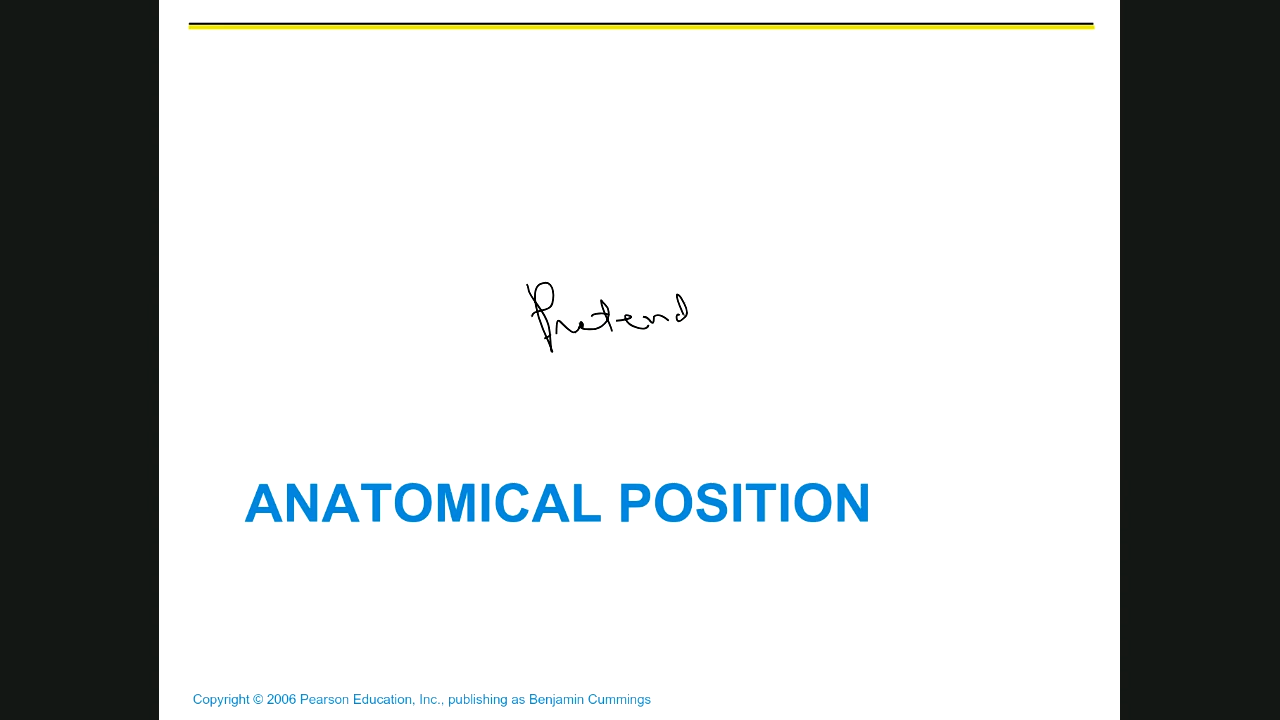 Pretend
ANATOMICAL POSITION
Copyright © 2006 Pearson Education, Inc., publishing as Benjamin Cummings